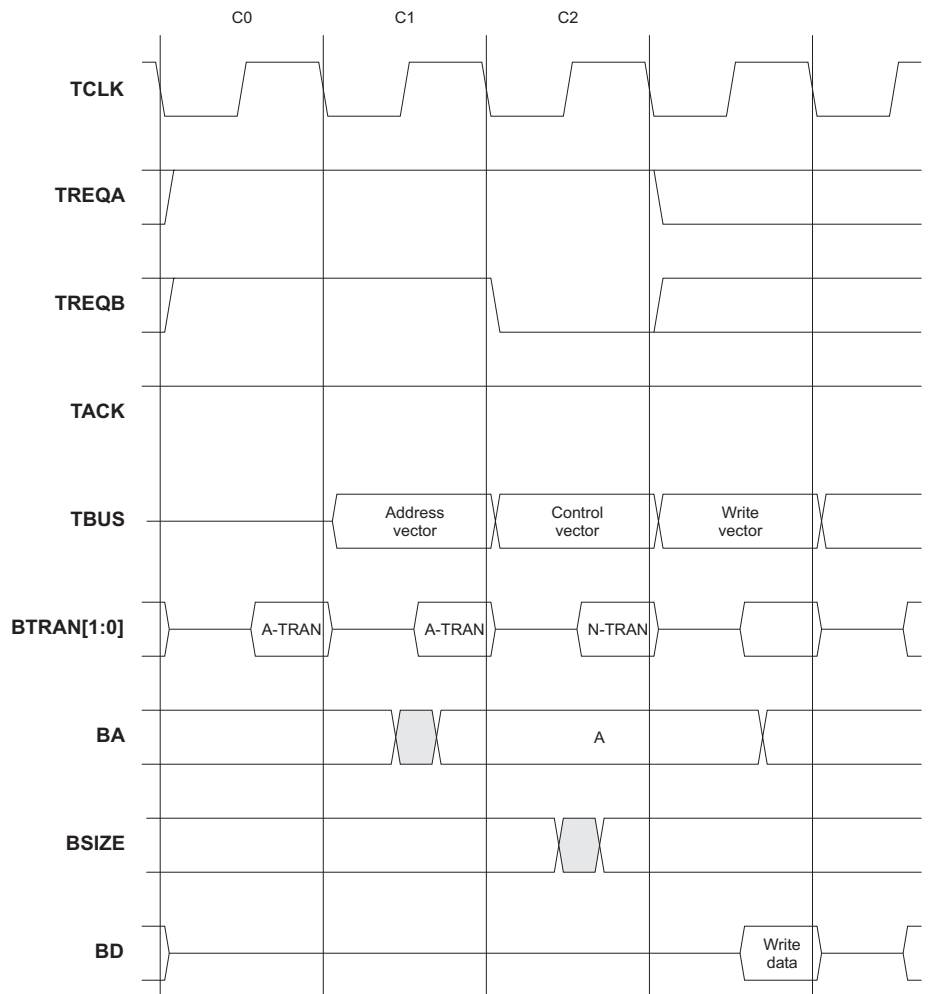 C0 C1 C2
TCLK
TREQA
TREQB
TACK
TBUS Address vector Control vector Write vector
BTRAN[1:0] A-TRAN A-TRAN N-TRAN
BA A
BSIZE
BD Write data